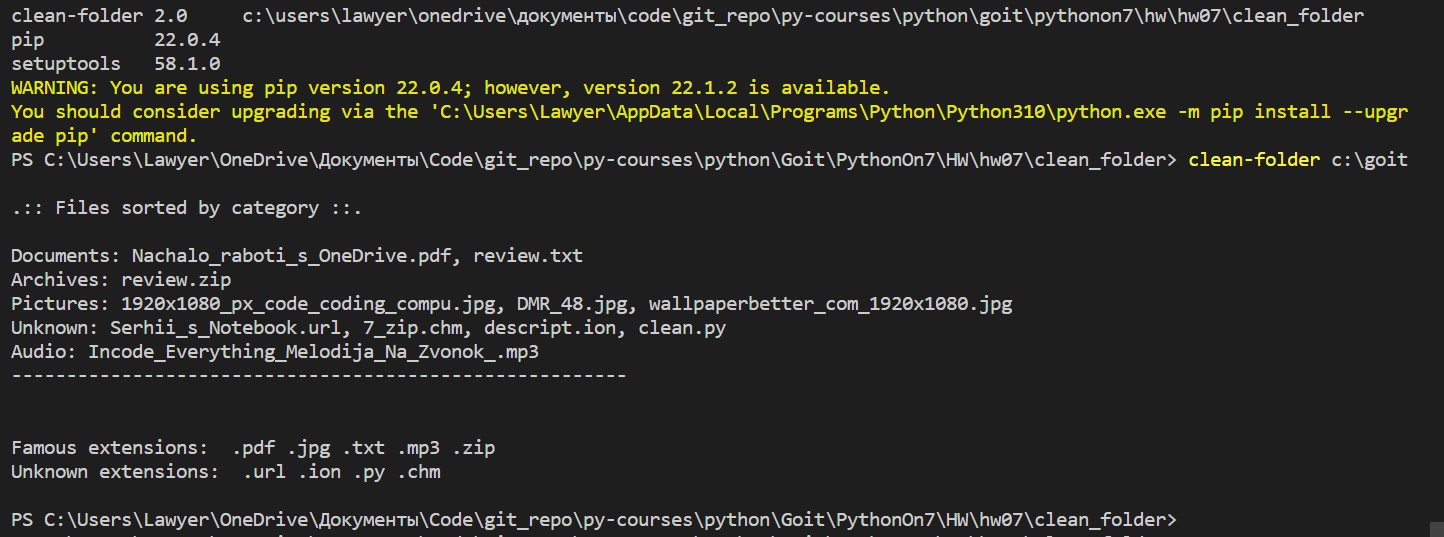 clean-folder 2.0     c:\users\lawyer\onedrive\документы\code\git_repo\py-courses\python\goit\pythonon7\hw\hw07\clean_folder
pip          22.0.4
setuptools   58.1.0
WARNING: You are using pip version 22.0.4; however, version 22.1.2 is available.
You should consider upgrading via the 'C:\Users\Lawyer\AppData\Local\Programs\Python\Python310\python.exe -m pip install --upgr
ade pip' command.
PS C:\Users\Lawyer\OneDrive\Документы\Code\git_repo\py-courses\python\Goit\PythonOn7\HW\hw07\clean_folder> clean-folder c:\goit
.:: Files sorted by category ::.
Documents: Nachalo_raboti_s_OneDrive.pdf, review.txt
Archives: review.zip
Pictures: 1920x1080_px_code_coding_compu.jpg, DMR_48.jpg, wallpaperbetter_com_1920x1080.jpg
Unknown: Serhii_s_Notebook.url, 7_zip.chm, descript.ion, clean.py
Audio: Incode_Everything_Melodija_Na_Zvonok_.mp3
--------------------------------------------------------
Famous extensions:  .pdf .jpg .txt .mp3 .zip
Unknown extensions:  .url .ion .py .chm
PS C:\Users\Lawyer\OneDrive\Документы\Code\git_repo\py-courses\python\Goit\PythonOn7\HW\hw07\clean_folder>